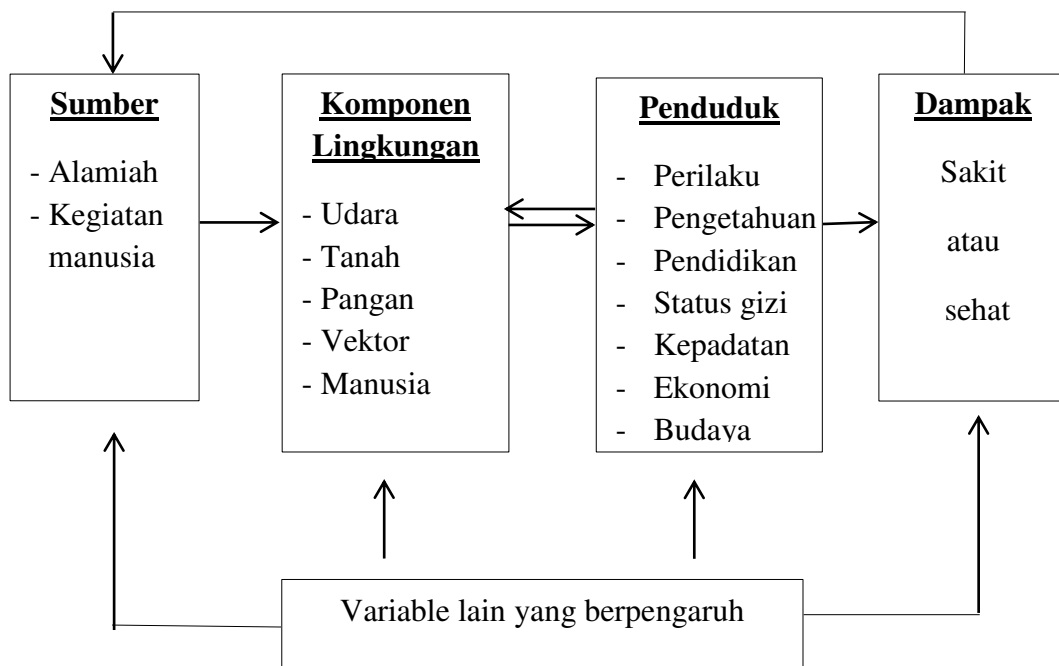 Sumber
- Alamiah
- Kegiatan
manusia
Komponen
Lingkungan
- Udara
- Tanah
- Pangan
- Vektor
- Manusia
Penduduk
- Perilaku
- Pengetahuan
- Pendidikan
- Status gizi
- Kepadatan
- Ekonomi
- Budaya
Dampak
Sakit
atau
sehat
Variable lain yang berpengaruh